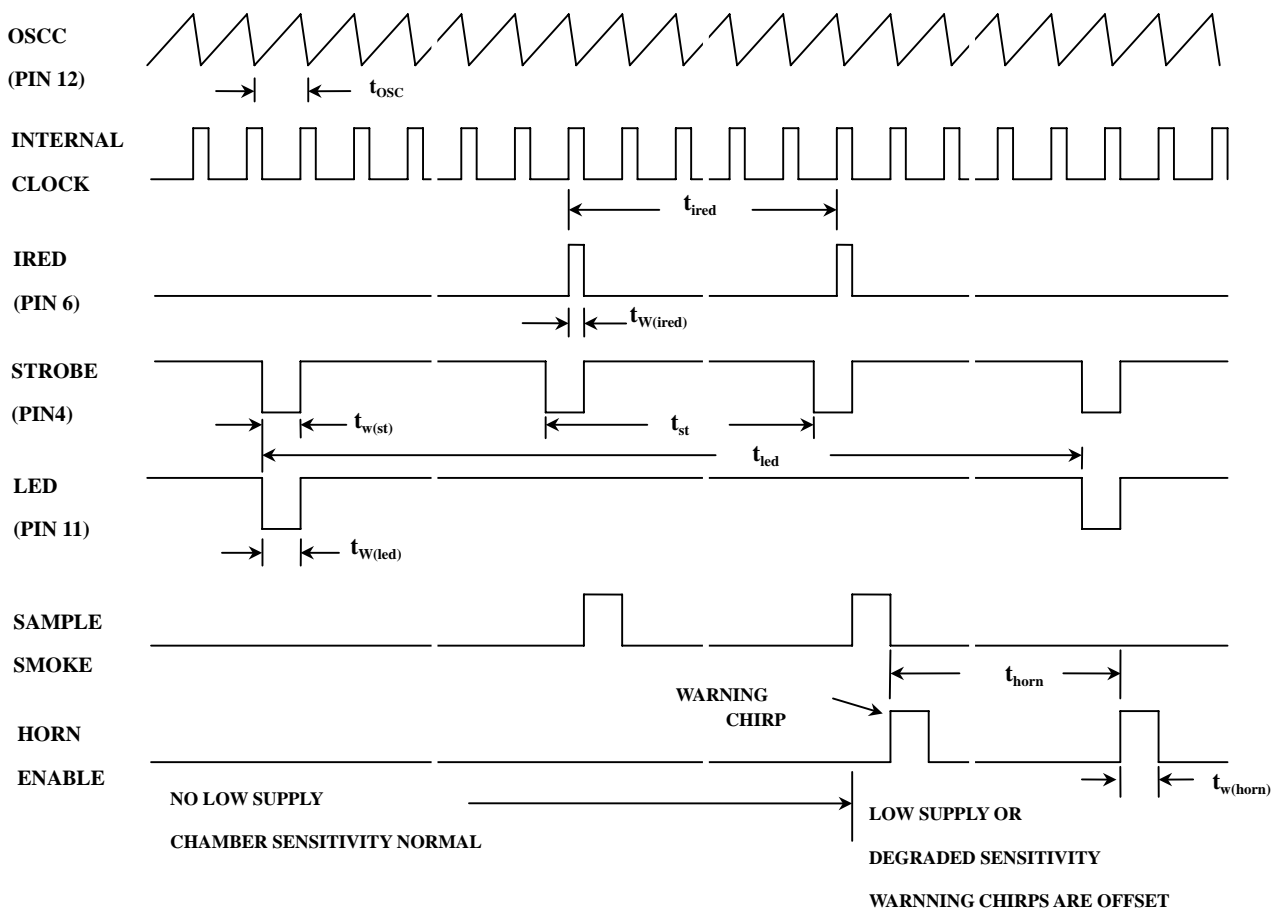 OSCC
(PIN 12)
tOSC
INTERNAL
CLOCK
tired
IRED
(PIN 6)
tW(ired)
STROBE
(PIN4)
tw(st)
tst
tled
LED
(PIN 11)
tW(led)
SAMPLE
SMOKE
thorn
WARNING
CHIRP
HORN
ENABLE
tw(horn)
NO LOW SUPPLY
CHAMBER SENSITIVITY NORMAL
LOW SUPPLY OR
DEGRADED SENSITIVITY
WARNNING CHIRPS ARE OFFSET